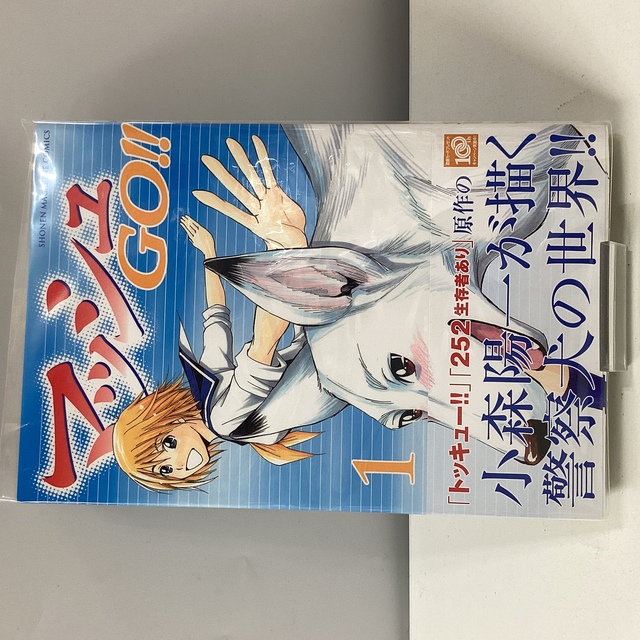 SHONEN MAGAZINE COMICS
マッシュ
GO!!
1
「トッキュー!!」「252 生存者あり」原作の
小森陽一が描く
警察犬の世界!!